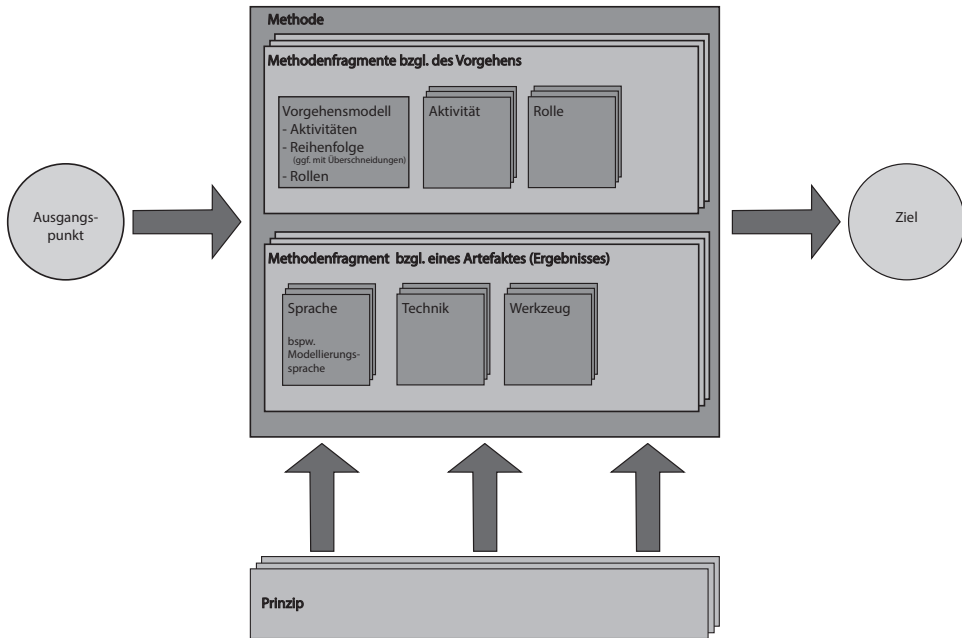 Methode
Methodenfragmente bzgl. des Vorgehens
Vorgehensmodell
- Aktivitäten
- Reihenfolge
(ggf. mit Überschneidungen)
- Rollen
Aktivität
Rolle
Ausgangs-
punkt
Ziel
Methodenfragment bzgl. eines Artefaktes (Ergebnisses)
Sprache
bspw.
Modellierungs-
sprache
Technik
Werkzeug
Prinzip